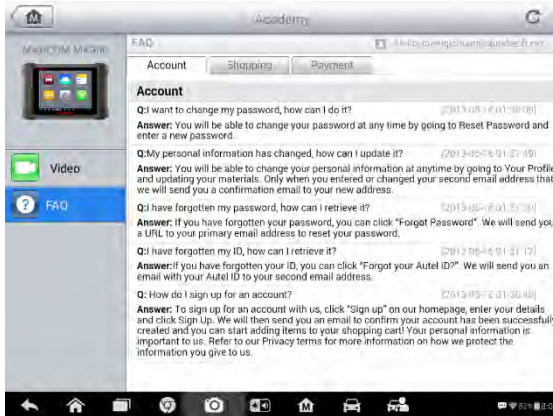 Academy
FAQ
Account Shopping Payment
Account
Q:I want to change my password, how can I do it?
Answer: You will be able to change your password at any time by going to Reset Password and
enter a new password.
Q:My personal information has changed, how can I update it?
Answer: You will be able to change your personal information at anytime by going to Your Profile
and updating your materials. Only when you entered or changed your second email address that
we will send you a confirmation email to your new address.
Q:I have forgotten my password, how can I retrieve it?
Answer: If you have forgotten your password, you can click "Forgot Password". We will send you
a URL to your primary email address to reset your password.
Q:I have forgotten my ID, how can I retrieve it?
Answer:If you have forgotten your ID, you can click "Forgot your Autel ID?". We will send you an
email with your Autel ID to your second email address.
Q: How do I sign up for an account?
Answer: To sign up for an account with us, click "Sign up" on our homepage, enter your details
and click Sign Up. We will then send you an email to confirm your account has been successfully
created and you can start adding items to your shopping cart! Your personal information is
important to us. Refer to our Privacy terms for more information on how we protect the
information you give to us.
Video
FAQ